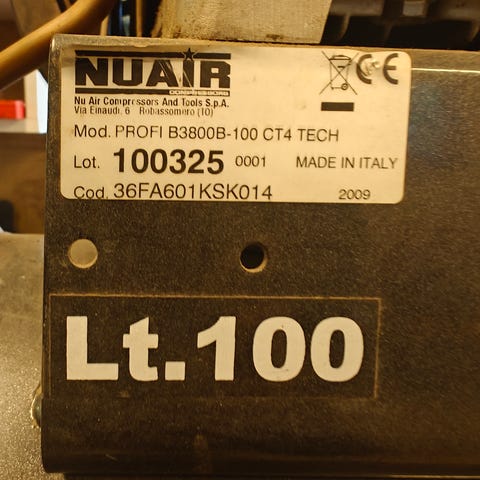 NUAIR
COMPRESSORS
Nu Air Compressors And Tools S.p.A.
Via Einaudi, 6 Robassomero (TO)
Mod. PROFI B3800B-100 CT4 TECH
Lot. 100325 0001 MADE IN ITALY
Cod. 36FA601KSK014 2009
CE
Lt.100